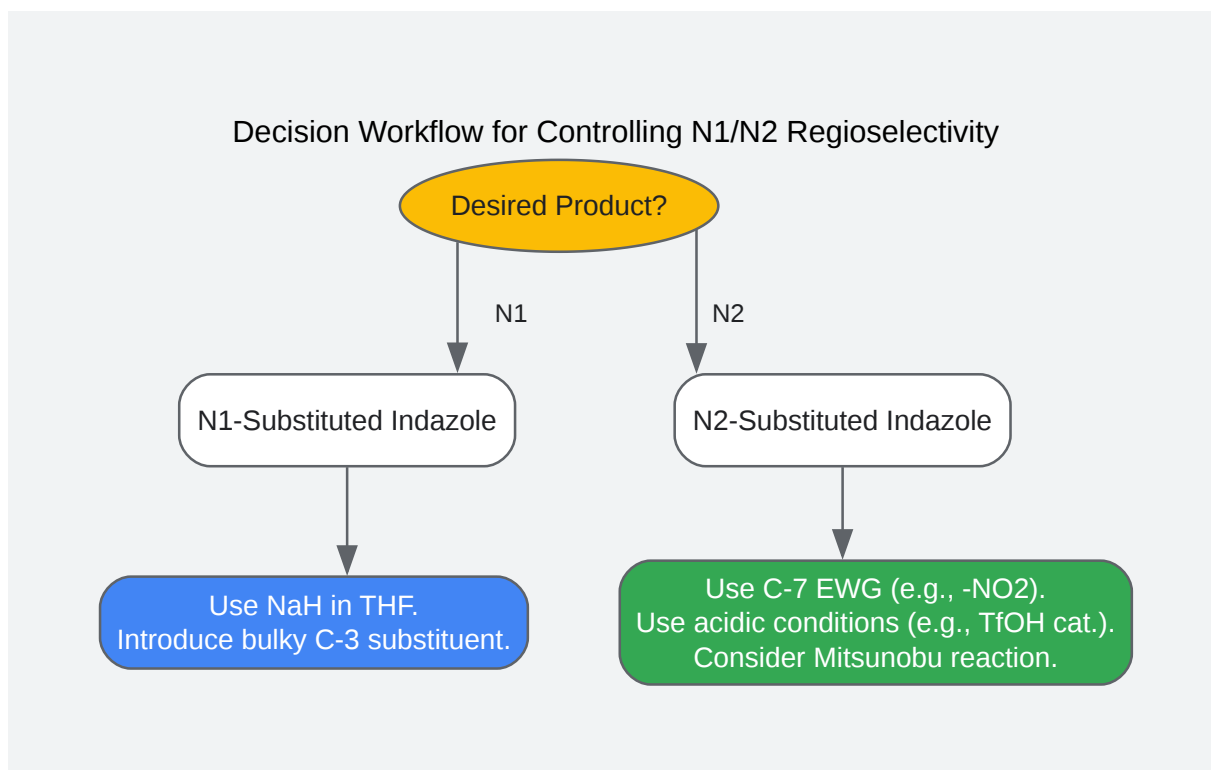 Decision Workflow for Controlling N1/N2 Regioselectivity
Desired Product?
N1
N2
N1-Substituted Indazole
N2-Substituted Indazole
Use NaH in THF.
Introduce bulky C-3 substituent.
Use C-7 EWG (e.g., -NO2).
Use acidic conditions (e.g., TfOH cat.).
Consider Mitsunobu reaction.